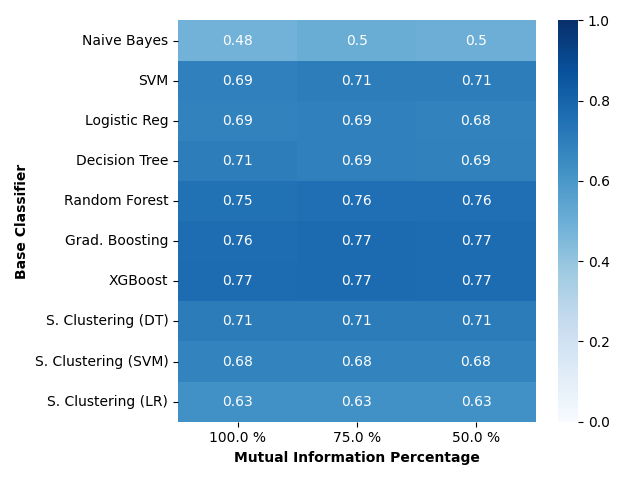 Naive Bayes 0.48 0.5 0.5
SVM 0.69 0.71 0.71
Logistic Reg 0.69 0.69 0.68
Decision Tree 0.71 0.69 0.69
Random Forest 0.75 0.76 0.76
Grad. Boosting 0.76 0.77 0.77
XGBoost 0.77 0.77 0.77
S. Clustering (DT) 0.71 0.71 0.71
S. Clustering (SVM) 0.68 0.68 0.68
S. Clustering (LR) 0.63 0.63 0.63
100.0 % 75.0 % 50.0 %
Mutual Information Percentage
Base Classifier
1.0
0.8
0.6
0.4
0.2
0.0